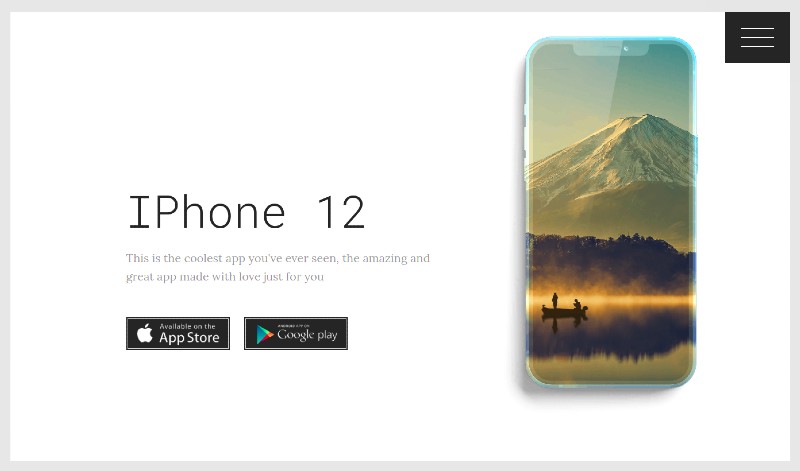 IPhone 12
This is the coolest app you've ever seen, the amazing and
great app made with love just for you
Available on the
App Store
ANDROID APP ON
Google play